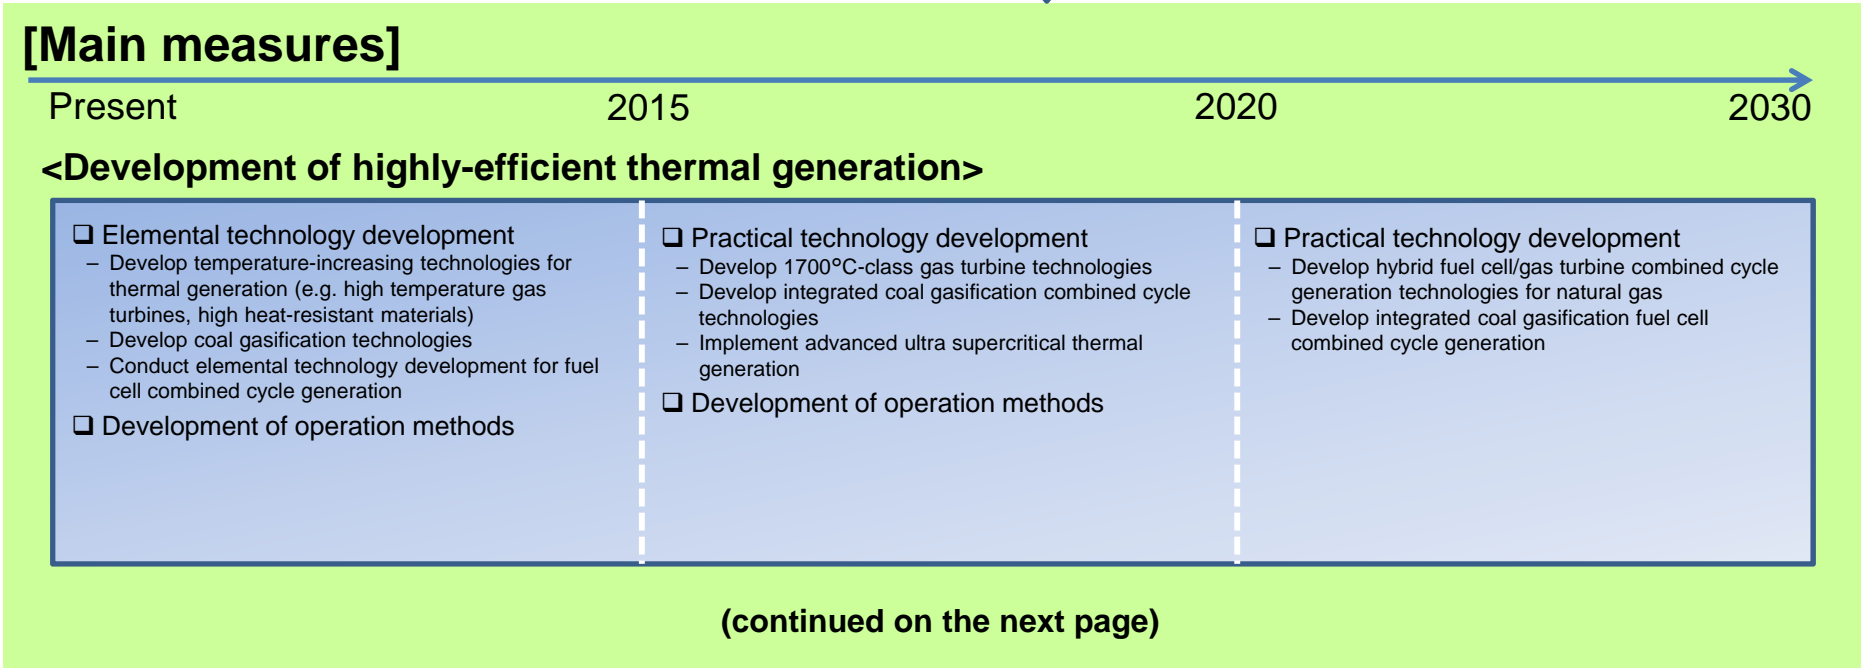 [Main measures]
Present 2015 2020 2030
<Development of highly-efficient thermal generation>
❑ Elemental technology development
– Develop temperature-increasing technologies for
thermal generation (e.g. high temperature gas
turbines, high heat-resistant materials)
– Develop coal gasification technologies
– Conduct elemental technology development for fuel
cell combined cycle generation
❑ Development of operation methods
❑ Practical technology development
– Develop 1700°C-class gas turbine technologies
– Develop integrated coal gasification combined cycle
technologies
– Implement advanced ultra supercritical thermal
generation
❑ Development of operation methods
❑ Practical technology development
– Develop hybrid fuel cell/gas turbine combined cycle
generation technologies for natural gas
– Develop integrated coal gasification fuel cell
combined cycle generation
(continued on the next page)